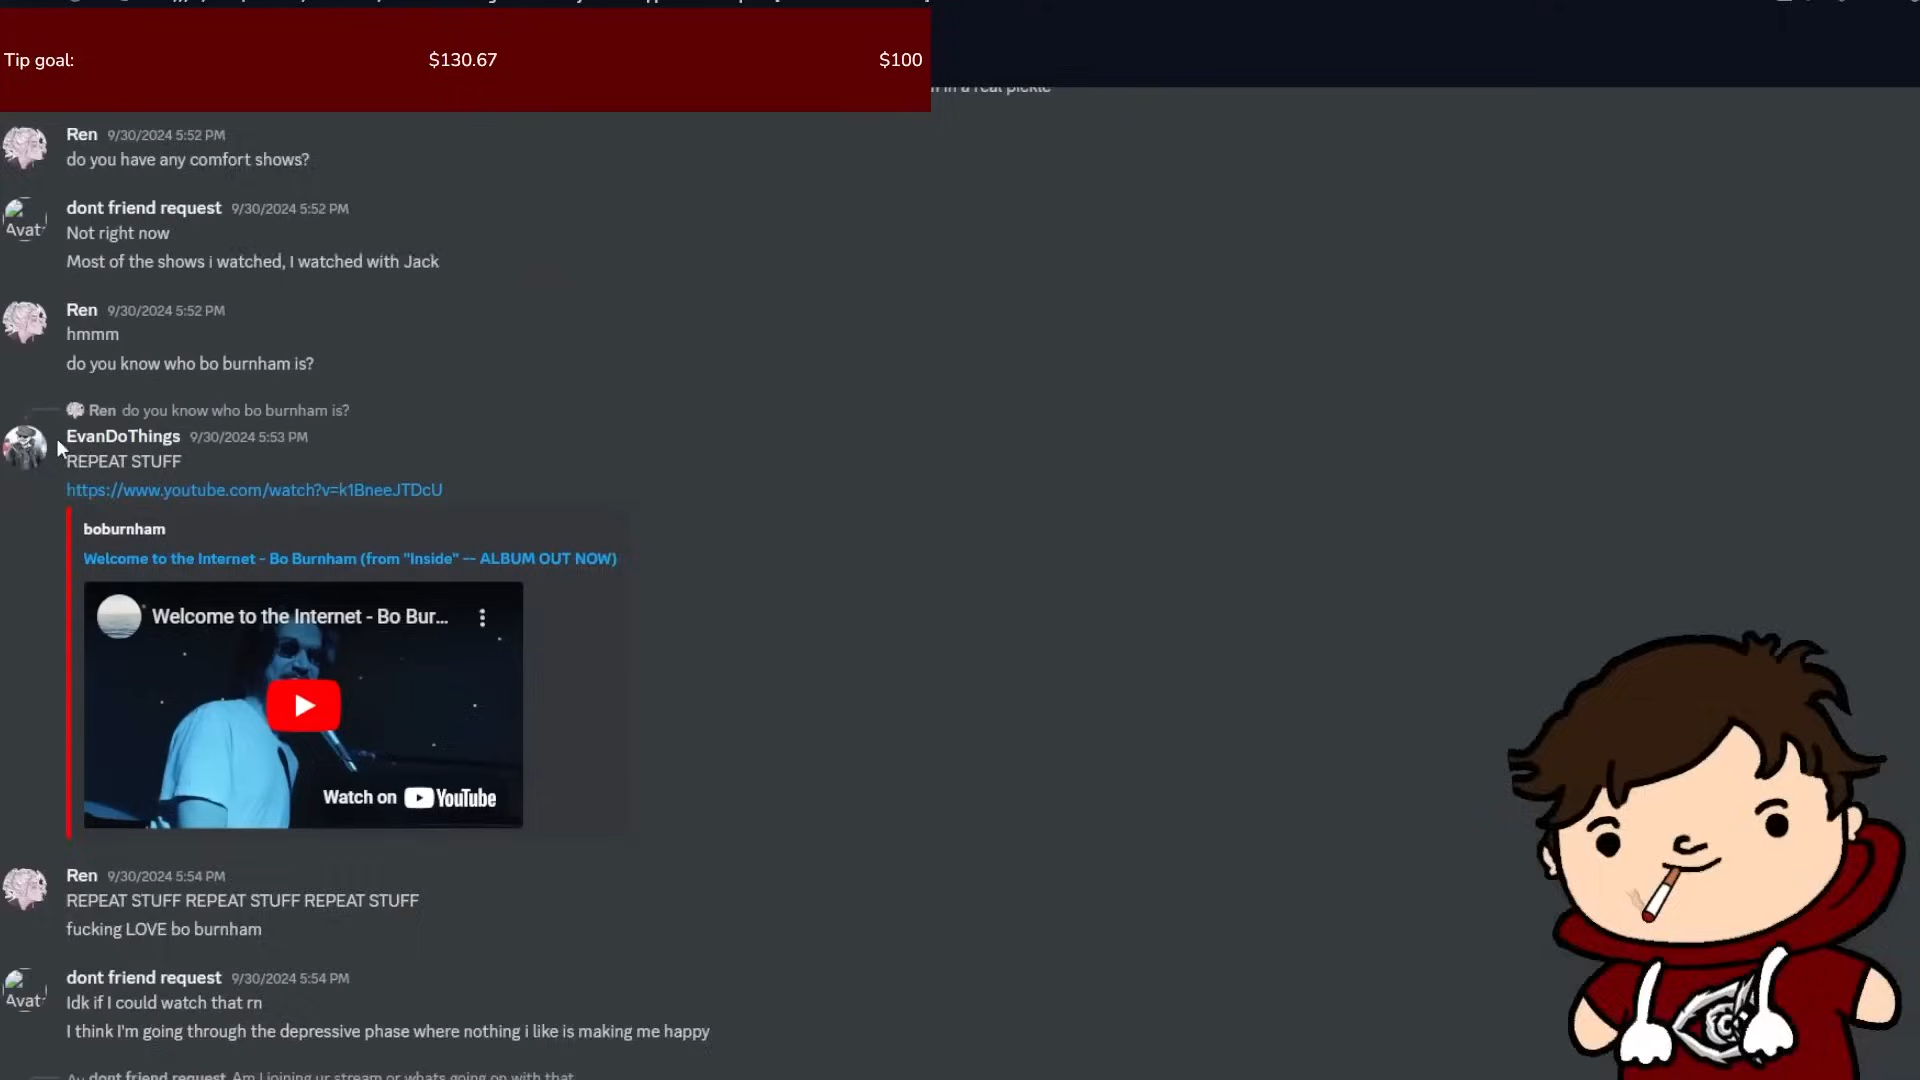 Tip goal: $130.67 $100
in a real pickle
Ren 9/30/2024 5:52 PM
do you have any comfort shows?
dont friend request 9/30/2024 5:52 PM
Avat
Not right now
Most of the shows i watched, I watched with Jack
Ren 9/30/2024 5:52 PM
hmmm
do you know who bo burnham is?
Ren do you know who bo burnham is?
EvanDoThings 9/30/2024 5:53 PM
REPEAT STUFF
https://www.youtube.com/watch?v=k1BneeJTDcU
boburnham
Welcome to the Internet - Bo Burnham (from "Inside" -- ALBUM OUT NOW)
Welcome to the Internet - Bo Bur...
Watch on YouTube
Ren 9/30/2024 5:54 PM
REPEAT STUFF REPEAT STUFF REPEAT STUFF
fucking LOVE bo burnham
dont friend request 9/30/2024 5:54 PM
Avat
Idk if I could watch that rn
I think I'm going through the depressive phase where nothing i like is making me happy
dont friend request Am I joining ur stream or whats going on with that